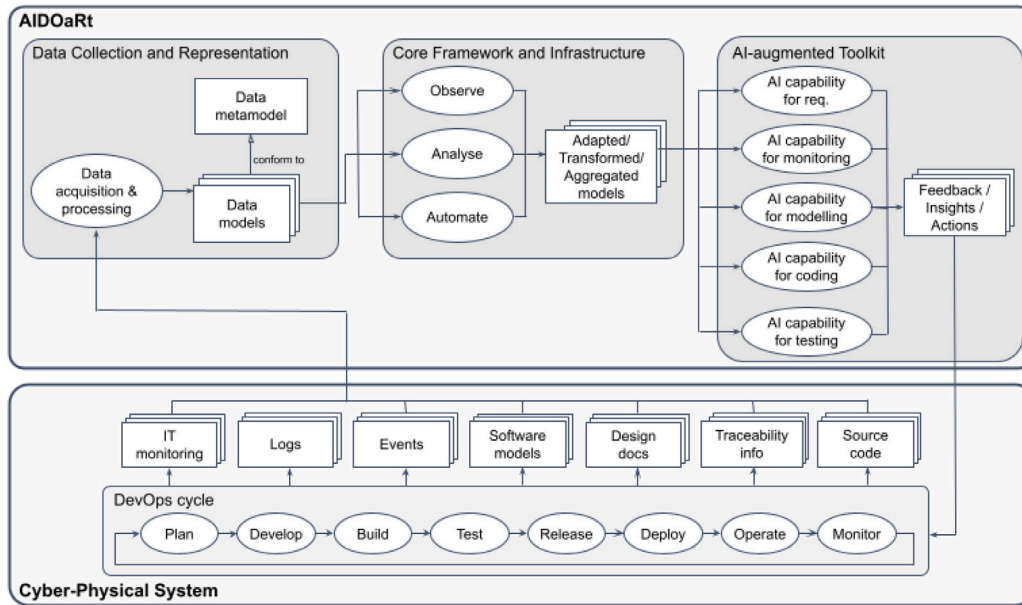 AIDOaRt
Data Collection and Representation
Data
metamodel
conform to
Data
acquisition &
processing
Data
models
Core Framework and Infrastructure
Observe
Analyse
Automate
Adapted/
Transformed/
Aggregated
models
AI-augmented Toolkit
AI capability
for req.
AI capability
for monitoring
AI capability
for modelling
AI capability
for coding
AI capability
for testing
Feedback /
Insights /
Actions
IT
monitoring
Logs
Events
Software
models
Design
docs
Traceability
info
Source
code
DevOps cycle
Plan
Develop
Build
Test
Release
Deploy
Operate
Monitor
Cyber-Physical System